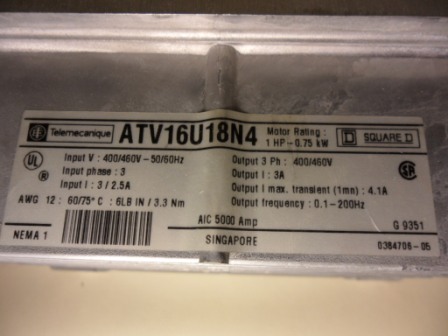 Telemecanique ATV16U18N4 Motor Rating : 1 HP - 0.75 kW SQUARE D
UL
Input V : 400/460V - 50/60Hz
Input phase : 3
Input I : 3 / 2.5A
AWG 12 : 60/75° C : 6LB IN / 3.3 Nm
Output 3 Ph : 400/460V
Output I : 3A
Output I max. transient (1mn) : 4.1A
Output frequency : 0.1 - 200Hz
AIC 5000 Amp
G 9351
NEMA 1
SINGAPORE
0384706 - 05